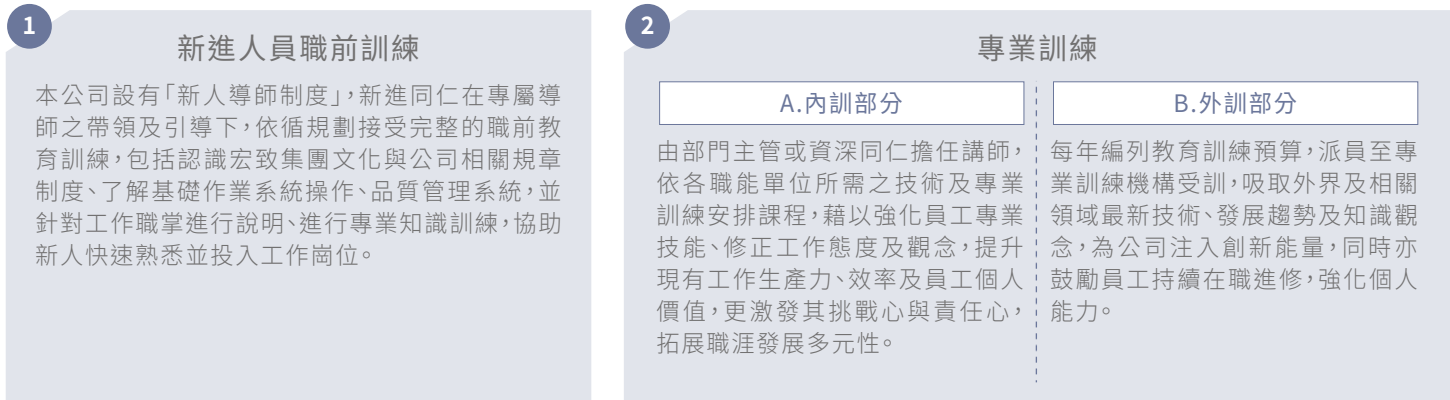 1
新進人員職前訓練
本公司設有「新人導師制度」,新進同仁在專屬導
師之帶領及引導下,依循規劃接受完整的職前教
育訓練,包括認識宏致集團文化與公司相關規章
制度、了解基礎作業系統操作、品質管理系統,並
針對工作職掌進行說明、進行專業知識訓練,協助
新人快速熟悉並投入工作崗位。
2
專業訓練
A.內訓部分
由部門主管或資深同仁擔任講師,
依各職能單位所需之技術及專業
訓練安排課程,藉以強化員工專業
技能、修正工作態度及觀念,提升
現有工作生產力、效率及員工個人
價值,更激發其挑戰心與責任心,
拓展職涯發展多元性。
B.外訓部分
每年編列教育訓練預算,派員至專
業訓練機構受訓,吸取外界及相關
領域最新技術、發展趨勢及知識觀
念,為公司注入創新能量,同時亦
鼓勵員工持續在職進修,強化個人
能力。